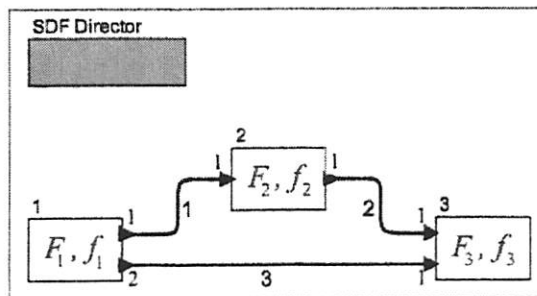 SDF Director
2
1 F₂, f₂ 1
1 1 1 2 1 3
F₁, f₁ F₃, f₃
2 3 1